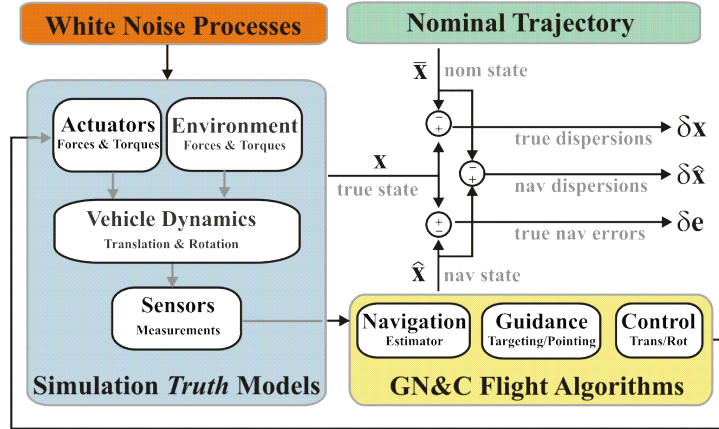 White Noise Processes
Nominal Trajectory
x̄
nom state
Actuators
Forces & Torques
Environment
Forces & Torques
− +
true dispersions
δx
x
true state
− +
nav dispersions
δx̂
Vehicle Dynamics
Translation & Rotation
+ −
true nav errors
δe
x̂
nav state
Sensors
Measurements
Navigation
Estimator
Guidance
Targeting/Pointing
Control
Trans/Rot
Simulation Truth Models
GN&C Flight Algorithms